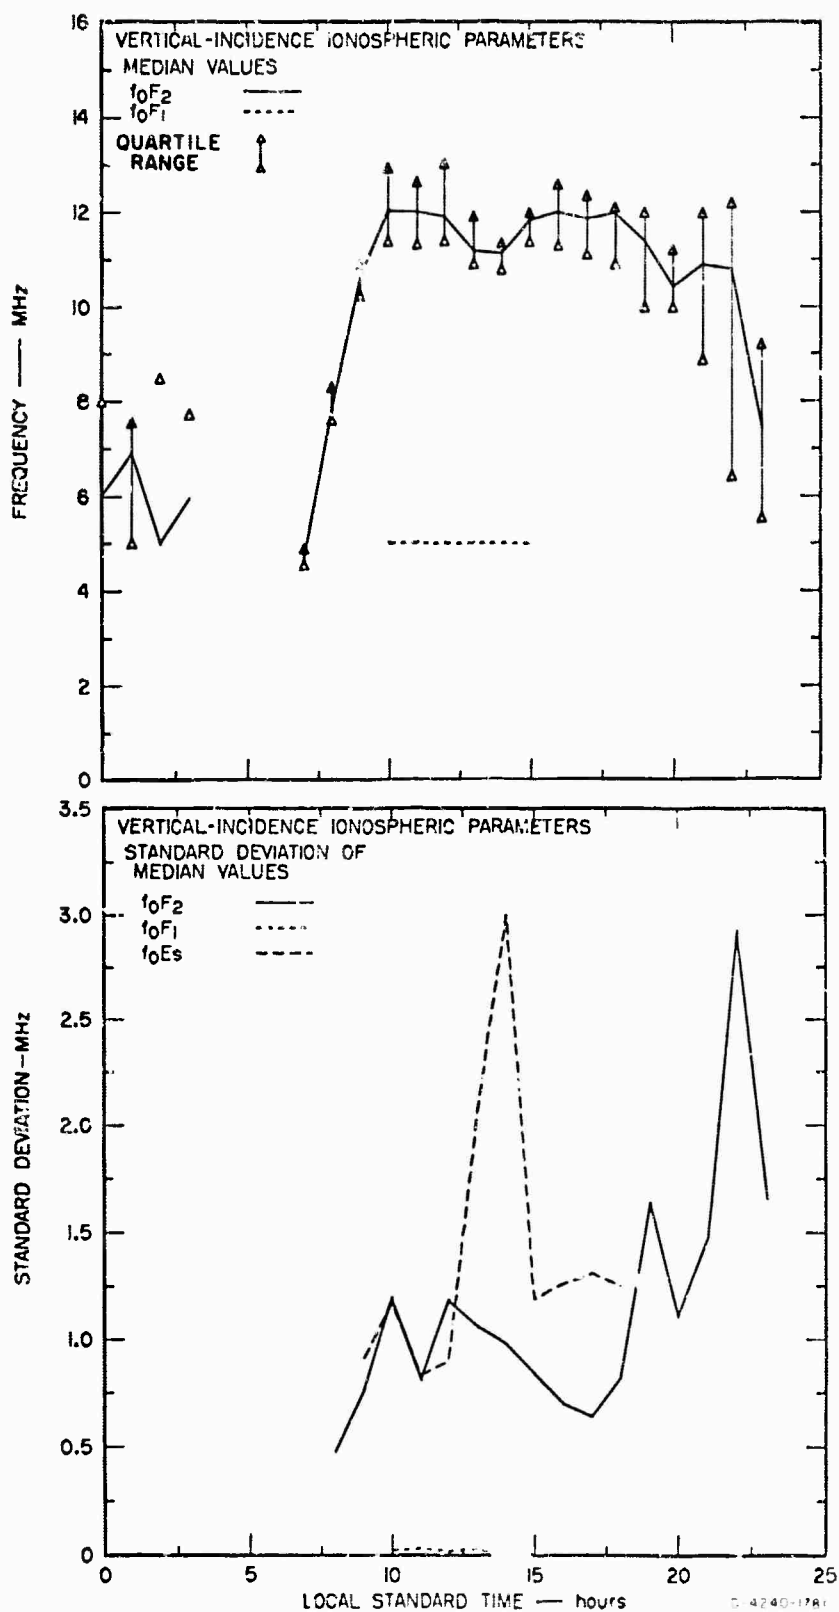 16
VERTICAL-INCIDENCE IONOSPHERIC PARAMETERS
MEDIAN VALUES
f0F2
f0F1
QUARTILE
RANGE
14
12
10
8
6
4
2
0
FREQUENCY — MHz
3.5
VERTICAL-INCIDENCE IONOSPHERIC PARAMETERS
STANDARD DEVIATION OF
MEDIAN VALUES
f0F2
f0F1
f0Es
3.0
2.5
2.0
1.5
1.0
0.5
0
STANDARD DEVIATION-MHz
0 5 10 15 20 25
LOCAL STANDARD TIME — hours
D-4240-1781